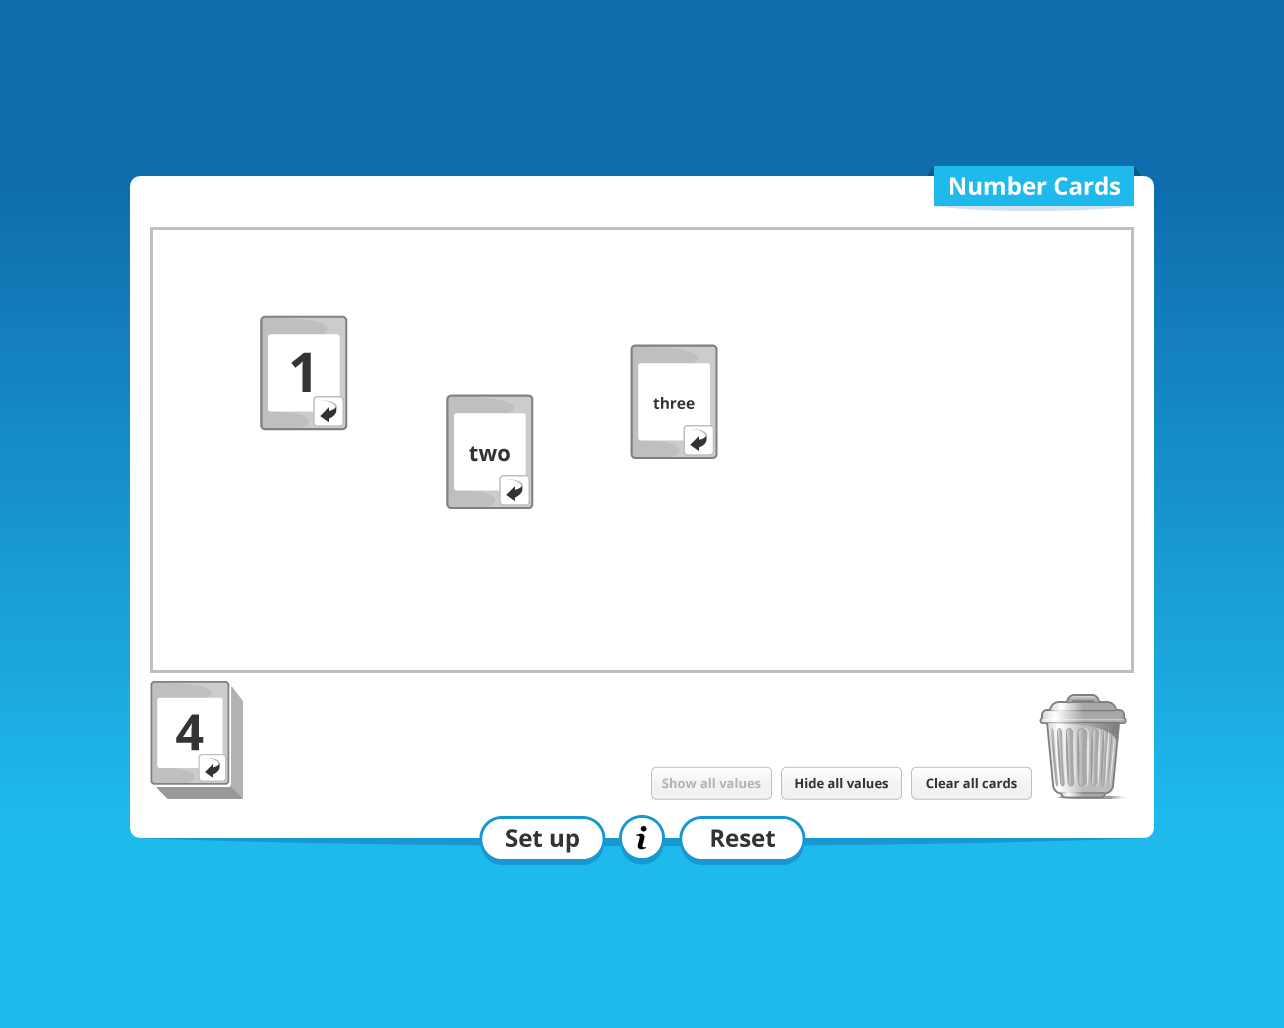 Number Cards
1
two
three
4
Show all values
Hide all values
Clear all cards
Set up
i
Reset